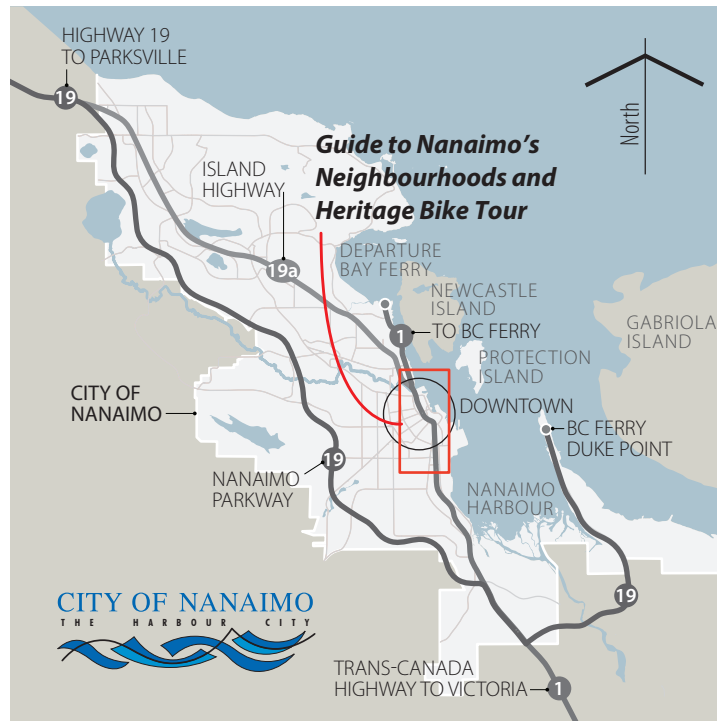 HIGHWAY 19
TO PARKSVILLE
19
North
Guide to Nanaimo's
Neighbourhoods and
Heritage Bike Tour
ISLAND
HIGHWAY
19a
DEPARTURE
BAY FERRY
NEWCASTLE
ISLAND
1
TO BC FERRY
GABRIOLA
ISLAND
PROTECTION
ISLAND
CITY OF
NANAIMO
DOWNTOWN
BC FERRY
DUKE POINT
19
NANAIMO
PARKWAY
NANAIMO
HARBOUR
19
CITY OF NANAIMO
THE HARBOUR CITY
TRANS-CANADA
HIGHWAY TO VICTORIA
1